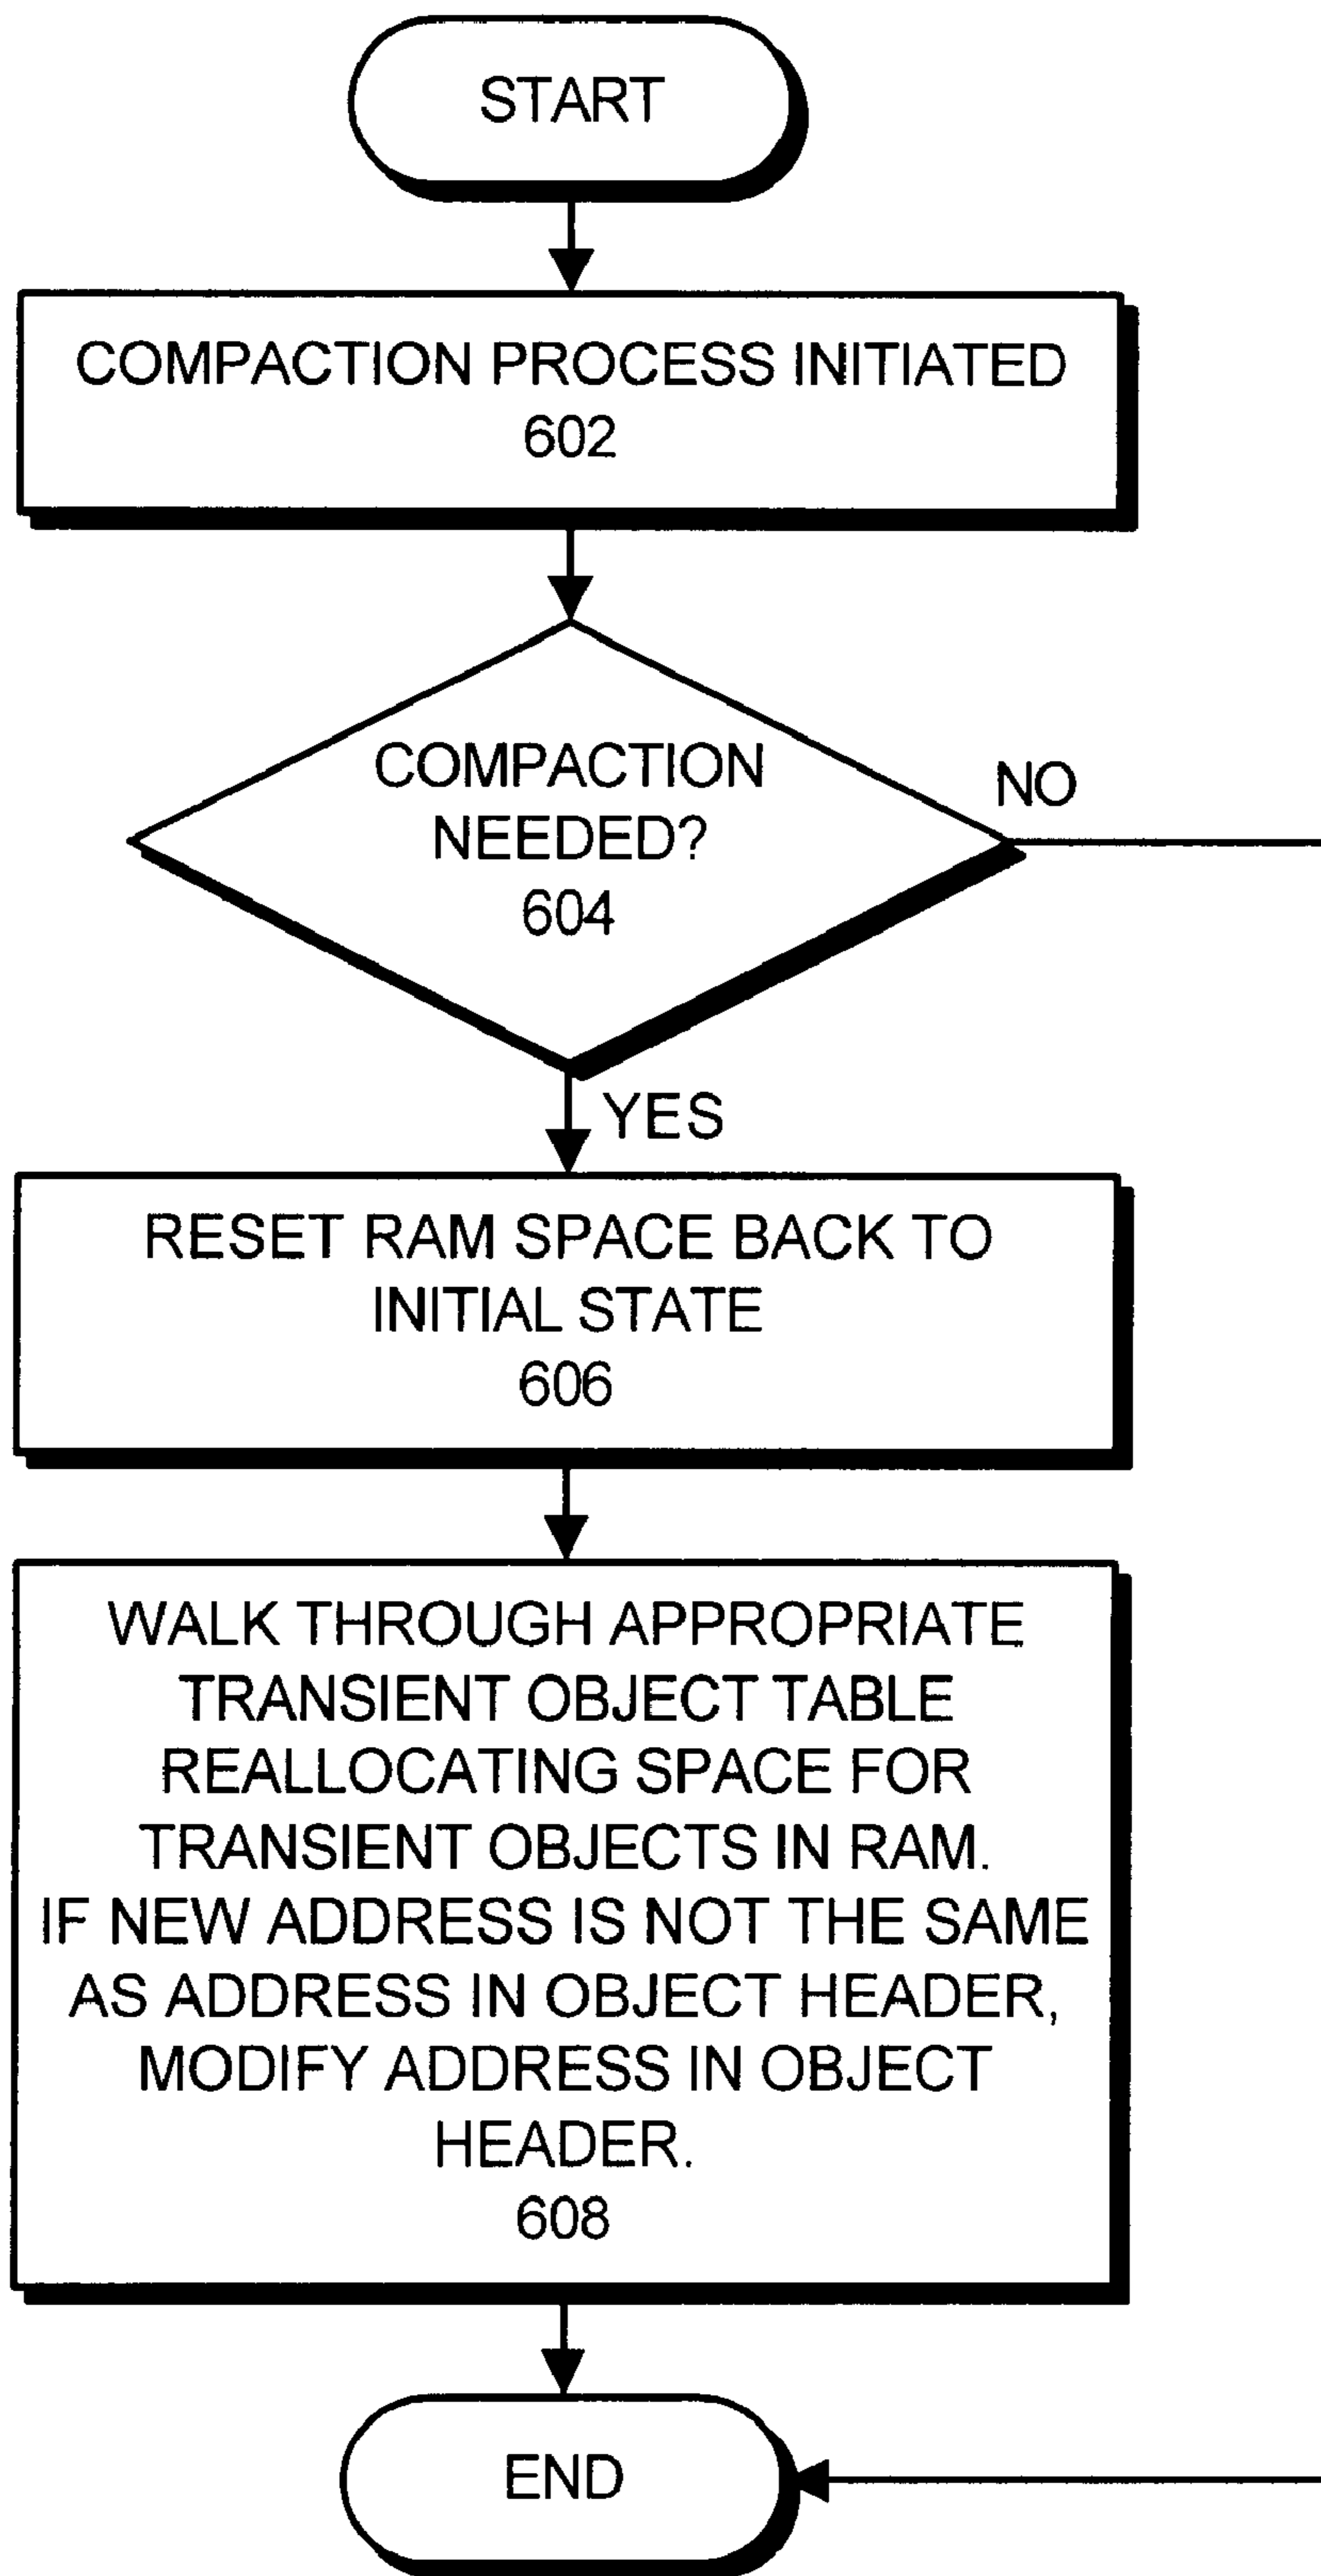 START
COMPACTION PROCESS INITIATED
602
COMPACTION
NEEDED?
604
NO
YES
RESET RAM SPACE BACK TO
INITIAL STATE
606
WALK THROUGH APPROPRIATE
TRANSIENT OBJECT TABLE
REALLOCATING SPACE FOR
TRANSIENT OBJECTS IN RAM.
IF NEW ADDRESS IS NOT THE SAME
AS ADDRESS IN OBJECT HEADER,
MODIFY ADDRESS IN OBJECT
HEADER.
608
END